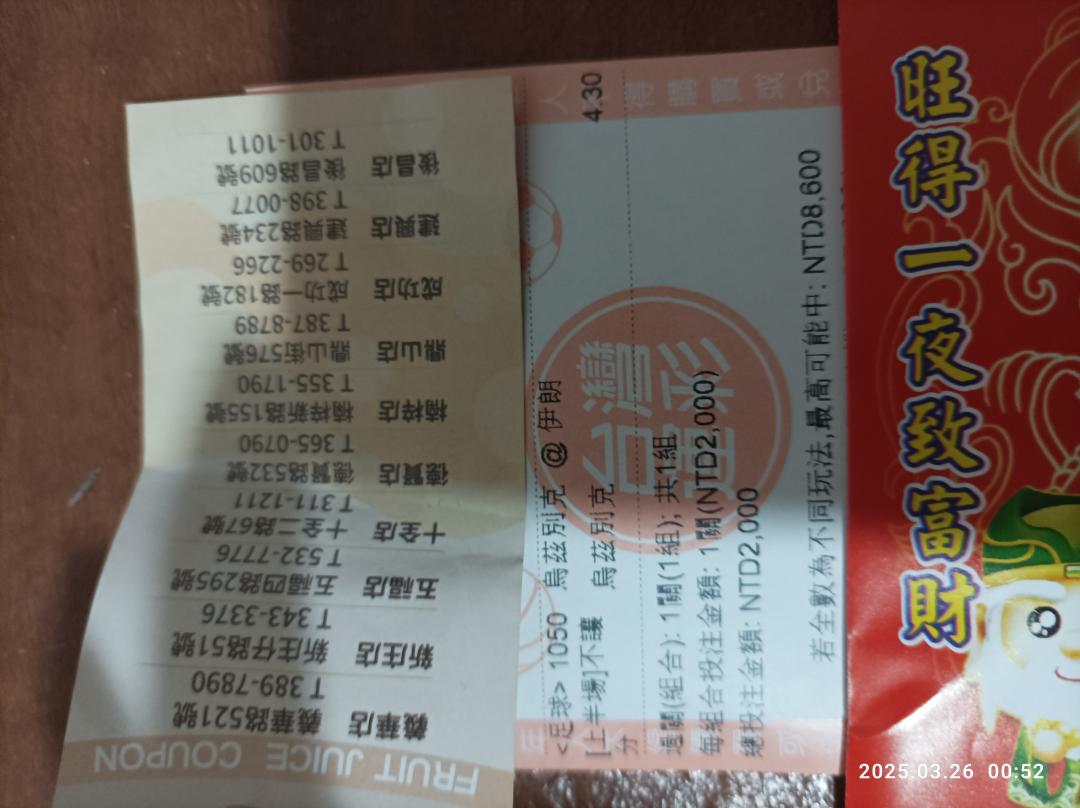 FRUIT JUICE COUPON
義華店 義華路521號
T 389-7890
新庄店 新庄仔路51號
T 343-3376
五福店 五福四路295號
T 532-7776
十全店 十全二路67號
T 311-1211
德賢店 德賢路532號
T 365-0790
楠梓店 楠梓新路155號
T 355-1790
鼎山店 鼎山街576號
T 387-8789
成功店 成功一路182號
T 269-2266
建興店 建興路234號
T 398-0077
後昌店 後昌路609號
T 301-1011
<足球> 1050 烏茲別克 @ 伊朗
[上半場]不讓分 烏茲別克 4.30
過關(組合): 1關(1組); 共1組
每組合投注金額: 1關(NTD2,000)
總投注金額: NTD2,000
若全數為不同玩法,最高可能中: NTD8,600
台灣
運彩
得購買或兌
旺得一夜致富財
2025.03.26 00:52